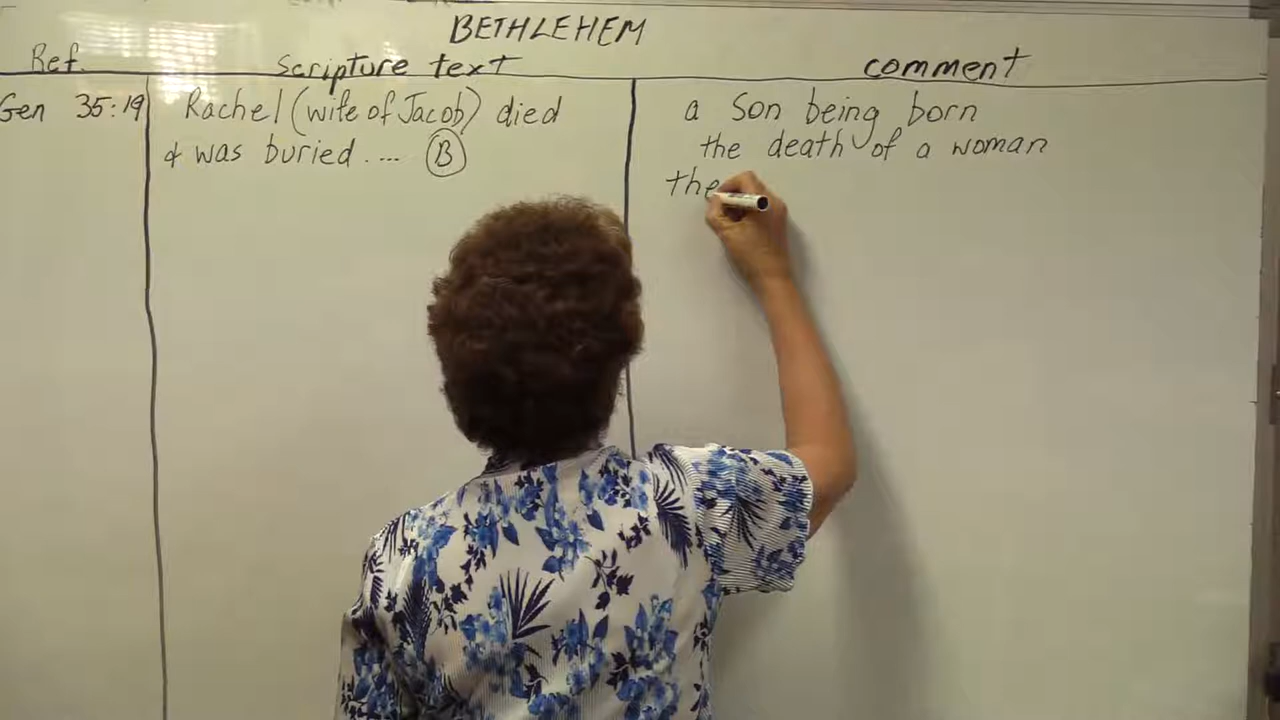 BETHLEHEM
Ref. Scripture text comment
Gen 35:19 Rachel (wife of Jacob) died a Son being born
& was buried .... B the death of a woman
the